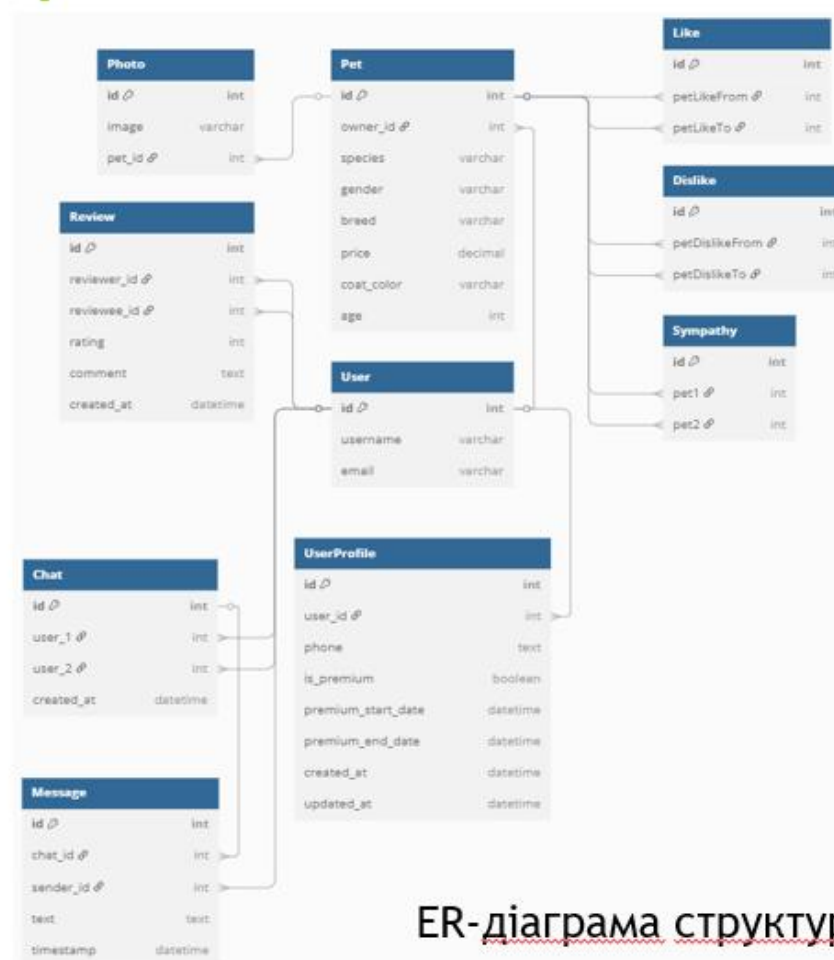 Photo
id int
image varchar
pet_id int
Pet
id int
owner_id int
species varchar
gender varchar
breed varchar
price decimal
coat_color varchar
age int
Like
id int
petLikeFrom int
petLikeTo int
Dislike
id int
petDislikeFrom int
petDislikeTo int
Sympathy
id int
pet1 int
pet2 int
Review
id int
reviewer_id int
reviewee_id int
rating int
comment text
created_at datetime
User
id int
username varchar
email varchar
UserProfile
id int
user_id int
phone text
is_premium boolean
premium_start_date datetime
premium_end_date datetime
created_at datetime
updated_at datetime
Chat
id int
user_1 int
user_2 int
created_at datetime
Message
id int
chat_id int
sender_id int
text text
timestamp datetime
ER-діаграма структур